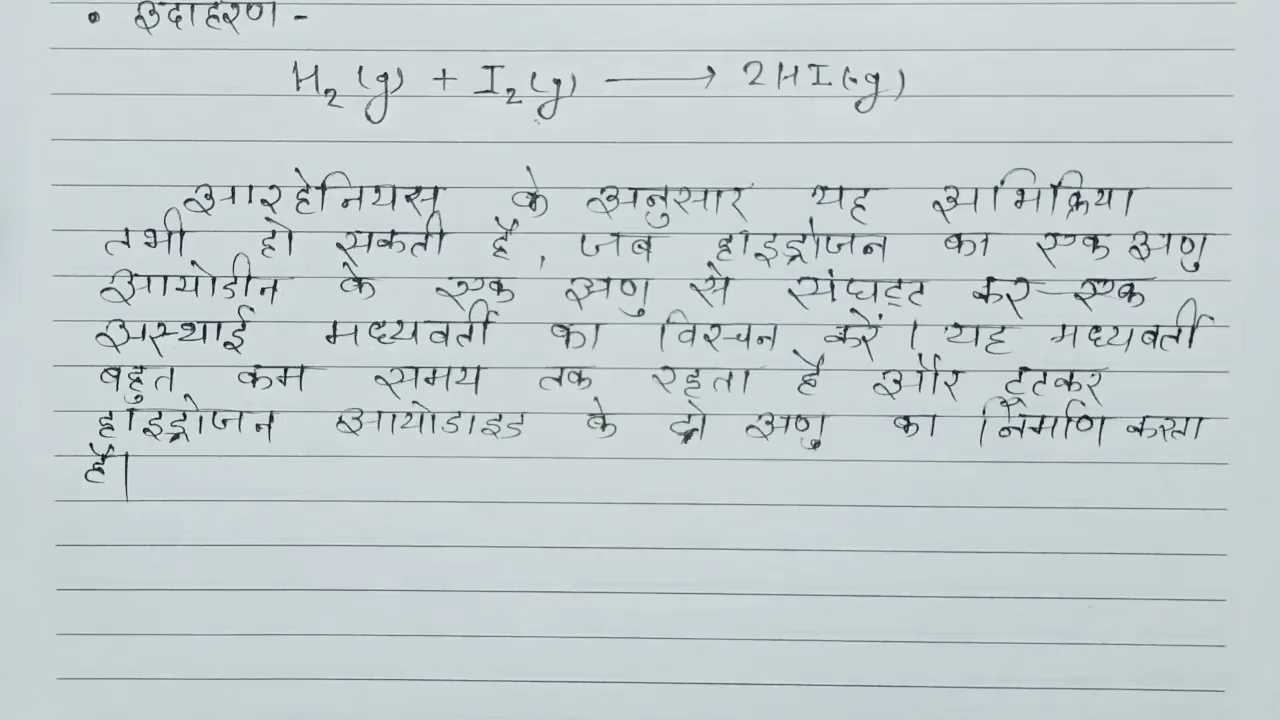 • उदाहरण -
H₂(g) + I₂(g) ⟶ 2HI(g)
आरहेनियस के अनुसार यह अभिक्रिया
तभी हो सकती है, जब हाइड्रोजन का एक अणु
आयोडीन के एक अणु से संघट्ट कर एक
अस्थाई मध्यवर्ती का विरचन करें। यह मध्यवर्ती
बहुत कम समय तक रहता है और टूटकर
हाइड्रोजन आयोडाइड के दो अणु का निर्माण करता
है।